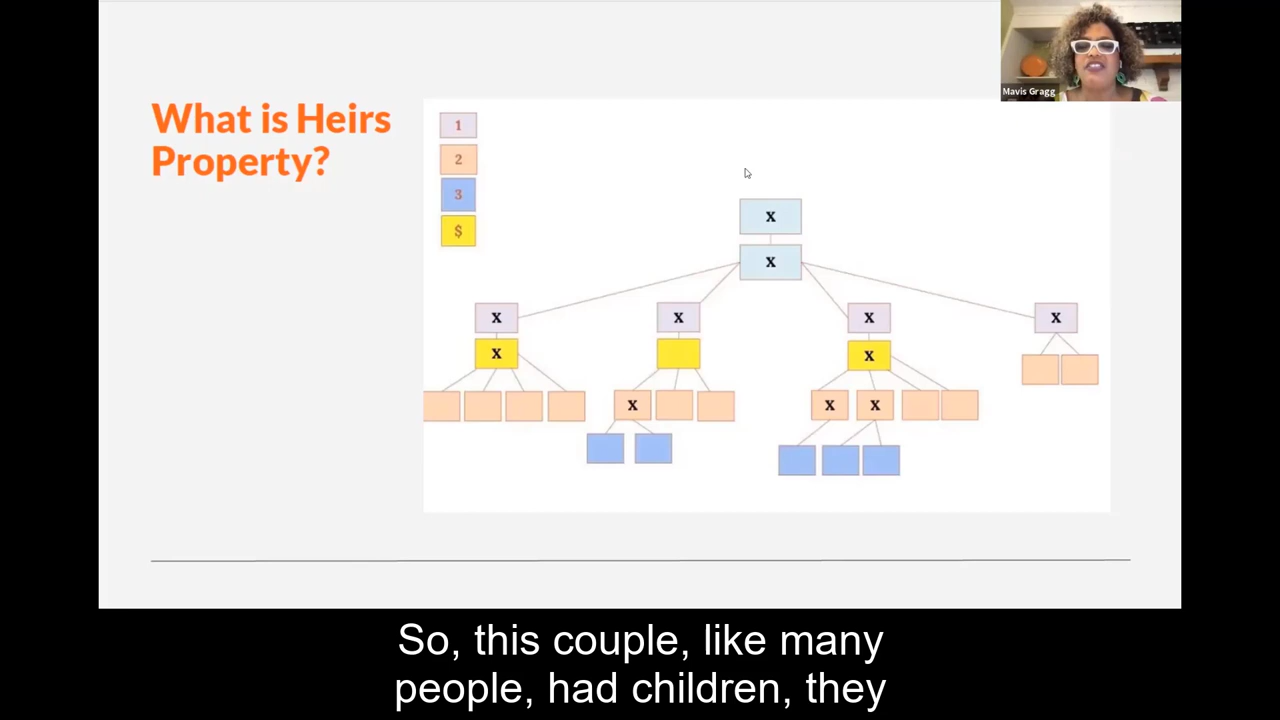 Mavis Gragg
What is Heirs
Property?
1
2
3
$
x
x
x x x x
x x
x x x
So, this couple, like many
people, had children, they